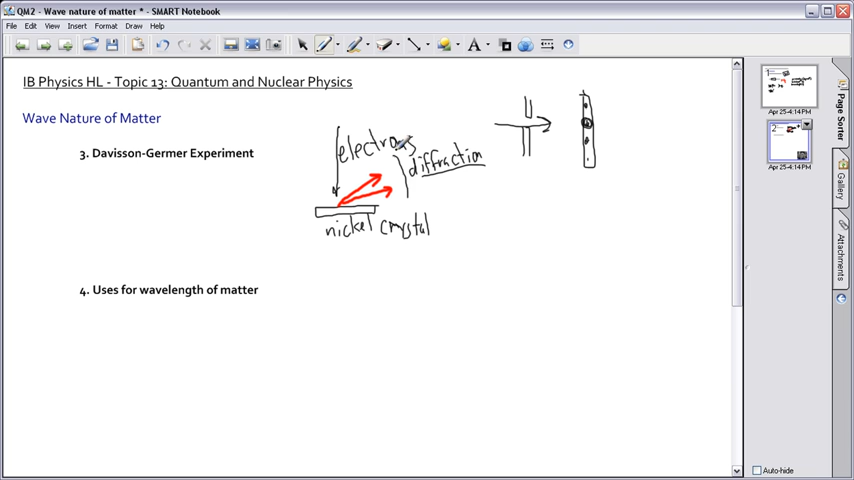 QM2 - Wave nature of matter * - SMART Notebook
File Edit View Insert Format Draw Help
IB Physics HL - Topic 13: Quantum and Nuclear Physics
Wave Nature of Matter
3. Davisson-Germer Experiment
electrons
diffraction
nickel crystal
4. Uses for wavelength of matter
1
Apr 25-4:14 PM
2
Apr 25-4:14 PM
Page Sorter
Gallery
Attachments
Auto-hide